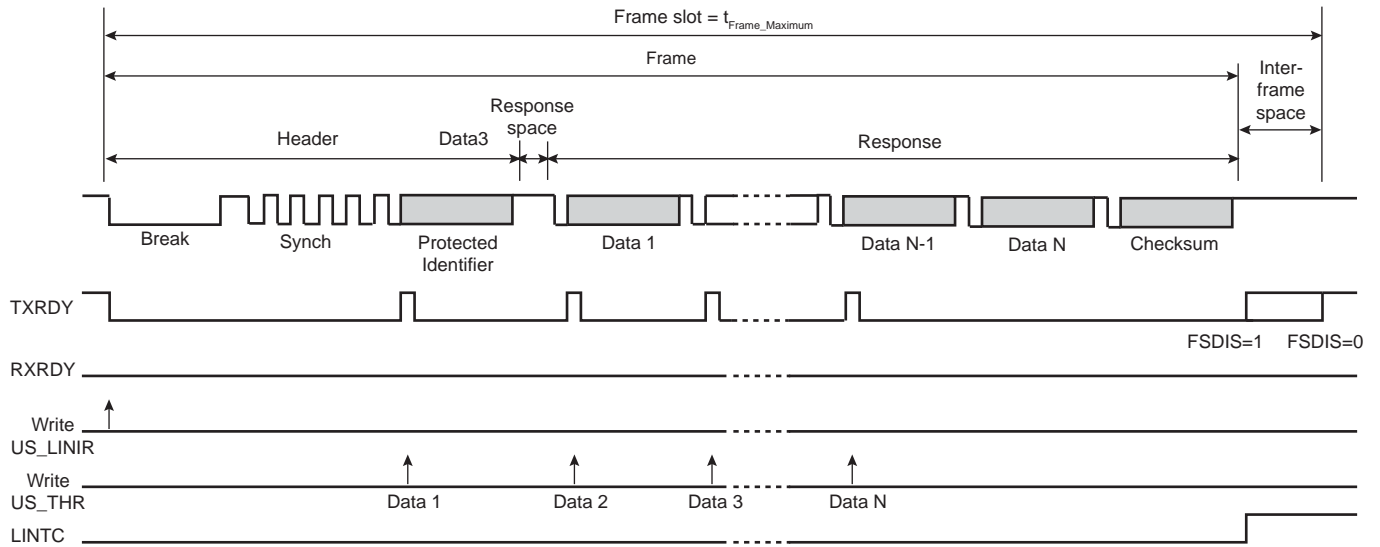 Frame slot = tFrame_Maximum
Frame
Inter-
frame
space
Response
space
Header
Data3
Response
Break
Synch
Protected
Identifier
Data 1
Data N-1
Data N
Checksum
TXRDY
FSDIS=1
FSDIS=0
RXRDY
Write
US_LINIR
Write
US_THR
Data 1
Data 2
Data 3
Data N
LINTC